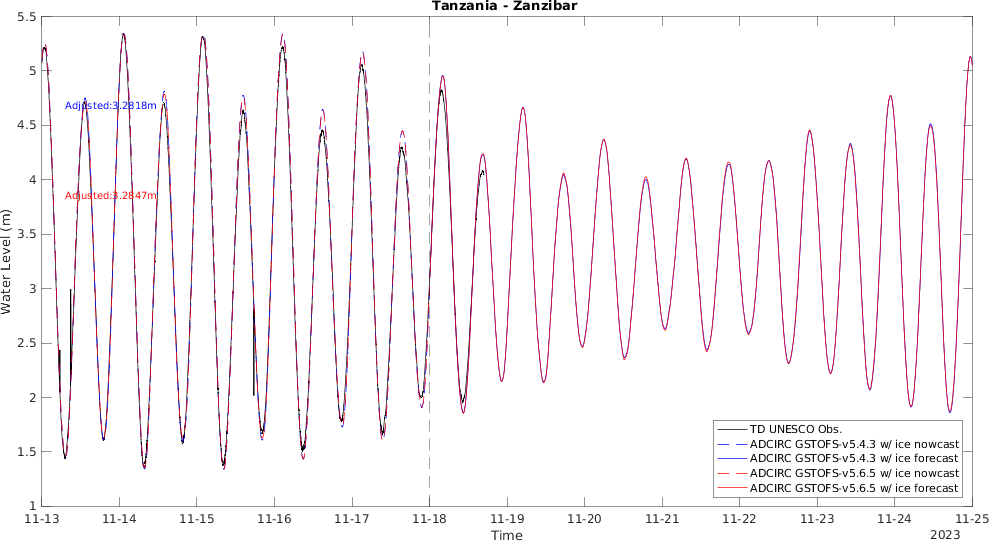 Tanzania - Zanzibar
5.5
5
4.5
4
3.5
3
2.5
2
1.5
1
Water Level (m)
Adjusted:3.2818m
Adjusted:3.2847m
TD UNESCO Obs.
ADCIRC GSTOFS-v5.4.3 w/ ice nowcast
ADCIRC GSTOFS-v5.4.3 w/ ice forecast
ADCIRC GSTOFS-v5.6.5 w/ ice nowcast
ADCIRC GSTOFS-v5.6.5 w/ ice forecast
11-13 11-14 11-15 11-16 11-16 11-17 11-18 11-19 11-20 11-21 11-22 11-23 11-24 11-25
Time
2023